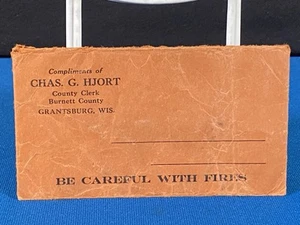 Compliments of
CHAS. G. HJORT
County Clerk
Burnett County
GRANTSBURG, WIS.
BE CAREFUL WITH FIRES